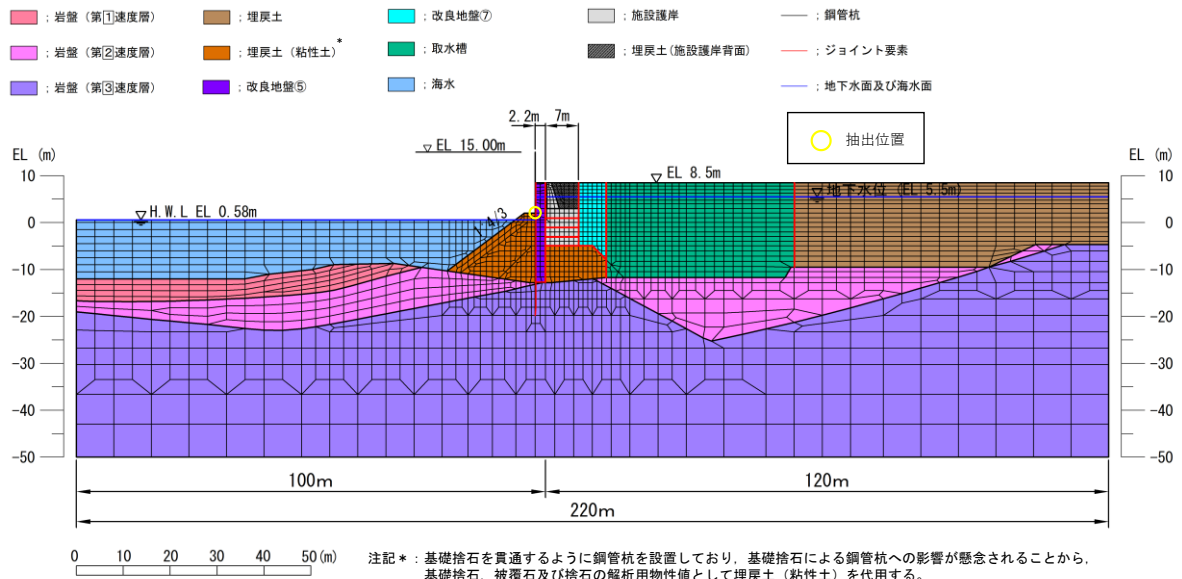 ; 岩盤（第1速度層） ; 埋戻土 ; 改良地盤⑦ ; 施設護岸 ; 鋼管杭
; 岩盤（第2速度層） ; 埋戻土（粘性土）* ; 取水槽 ; 埋戻土(施設護岸背面) ; ジョイント要素
; 岩盤（第3速度層） ; 改良地盤⑤ ; 海水 ; 地下水面及び海水面
2.2m 7m
抽出位置
▽ EL 15.00m
EL (m) EL (m)
▽ EL 8.5m
10 10
▽ 地下水位 (EL 5.5m)
▽ H.W.L EL 0.58m
1/4/3
0 0
-10 -10
-20 -20
-30 -30
-40 -40
-50 -50
100m 120m
220m
0 10 20 30 40 50(m)
注記＊：基礎捨石を貫通するように鋼管杭を設置しており，基礎捨石による鋼管杭への影響が懸念されることから，
基礎捨石，被覆石及び捨石の解析用物性値として埋戻土（粘性土）を代用する。